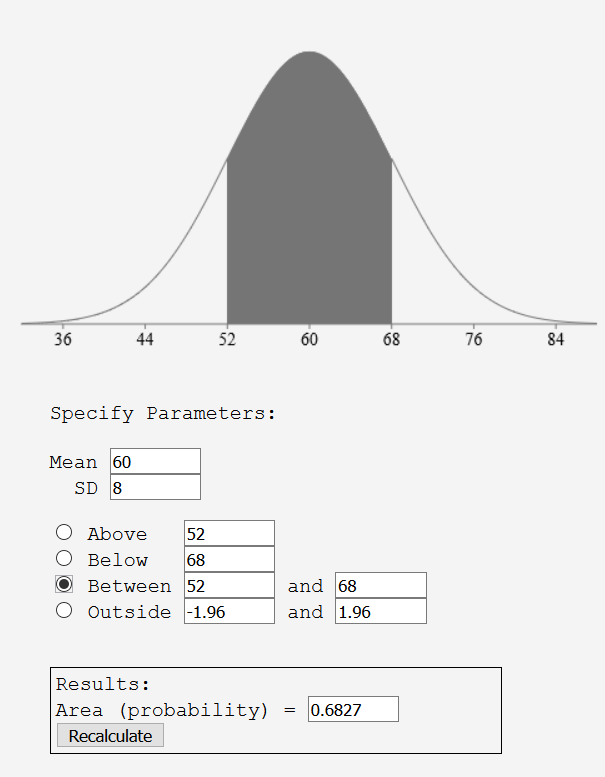 36 44 52 60 68 76 84
Specify Parameters:
Mean 60
SD 8
Above 52
Below 68
Between 52 and 68
Outside -1.96 and 1.96
Results:
Area (probability) = 0.6827
Recalculate